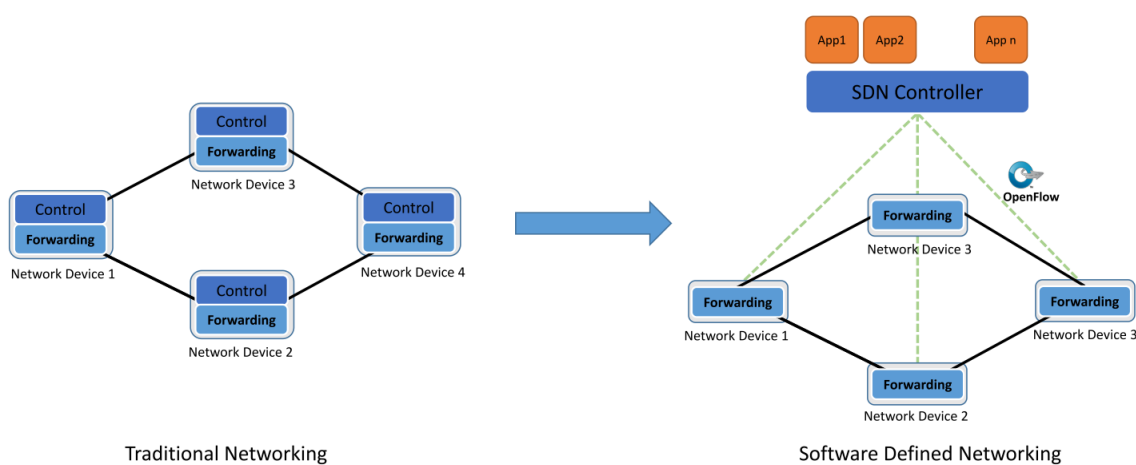 App1
App2
App n
SDN Controller
Control
Forwarding
Network Device 3
Control
Forwarding
Network Device 1
Control
Forwarding
Network Device 4
Control
Forwarding
Network Device 2
OpenFlow
Forwarding
Network Device 3
Forwarding
Network Device 1
Forwarding
Network Device 3
Forwarding
Network Device 2
Traditional Networking
Software Defined Networking